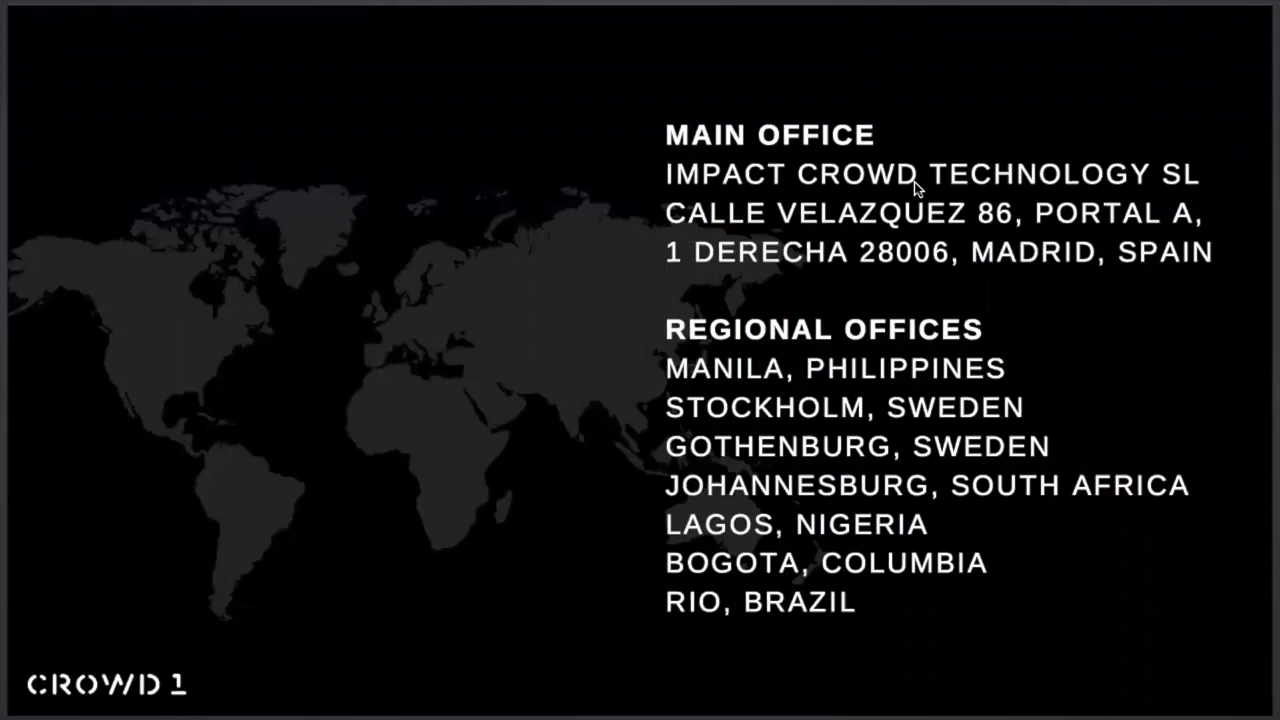 MAIN OFFICE
IMPACT CROWD TECHNOLOGY SL
CALLE VELAZQUEZ 86, PORTAL A,
1 DERECHA 28006, MADRID, SPAIN
REGIONAL OFFICES
MANILA, PHILIPPINES
STOCKHOLM, SWEDEN
GOTHENBURG, SWEDEN
JOHANNESBURG, SOUTH AFRICA
LAGOS, NIGERIA
BOGOTA, COLUMBIA
RIO, BRAZIL
CROWD 1